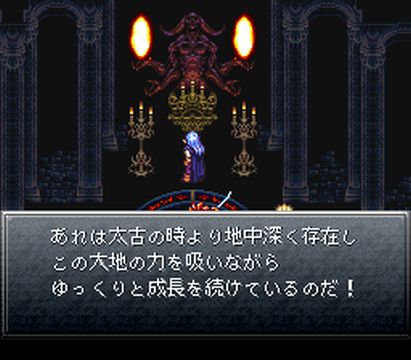 あれは太古の時より地中深く存在し
この大地の力を吸いながら
ゆっくりと成長を続けているのだ！